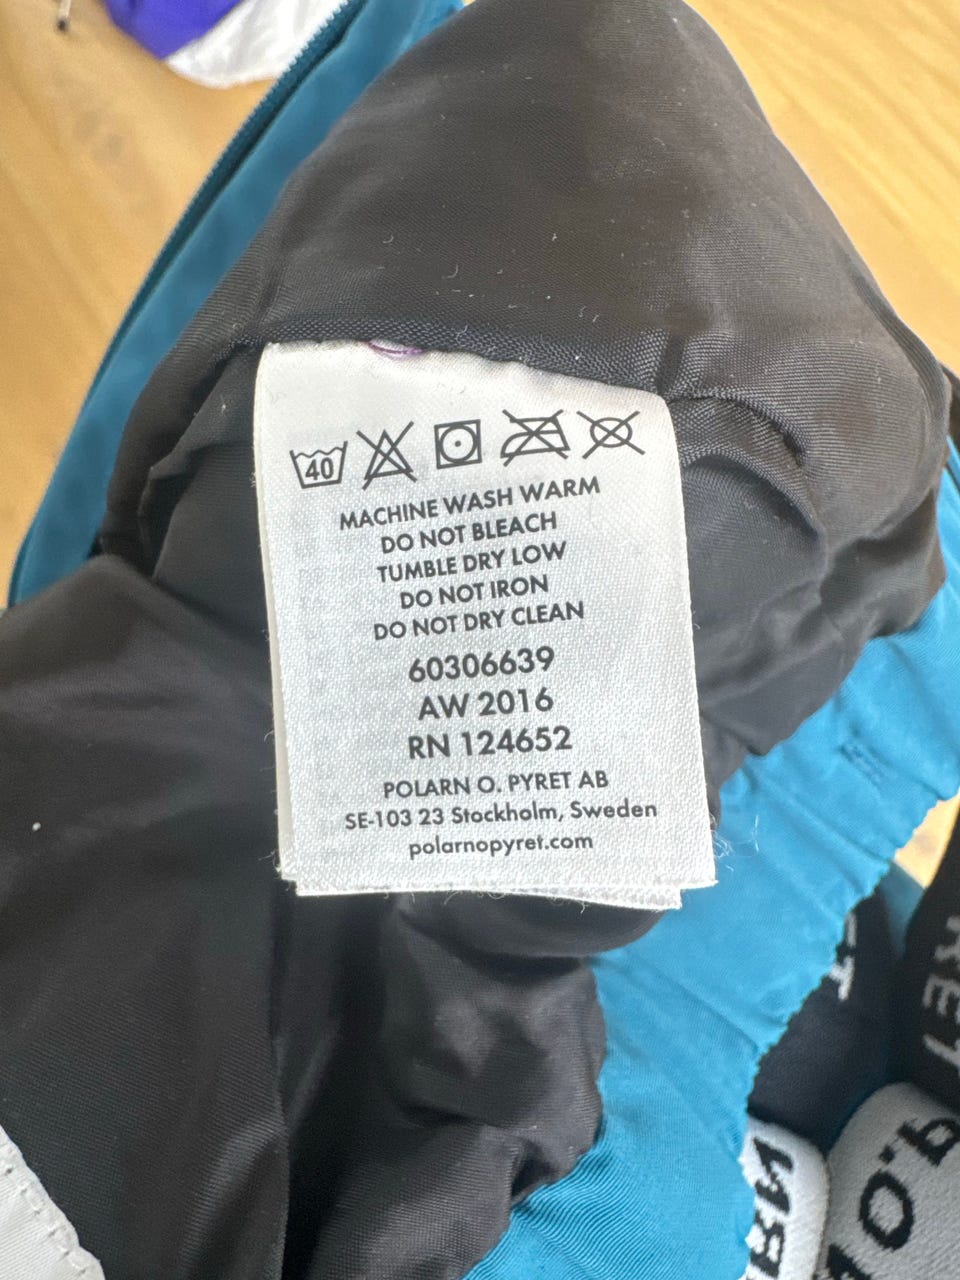 40
MACHINE WASH WARM
DO NOT BLEACH
TUMBLE DRY LOW
DO NOT IRON
DO NOT DRY CLEAN
60306639
AW 2016
RN 124652
POLARN O. PYRET AB
SE-103 23 Stockholm, Sweden
polarnopyret.com